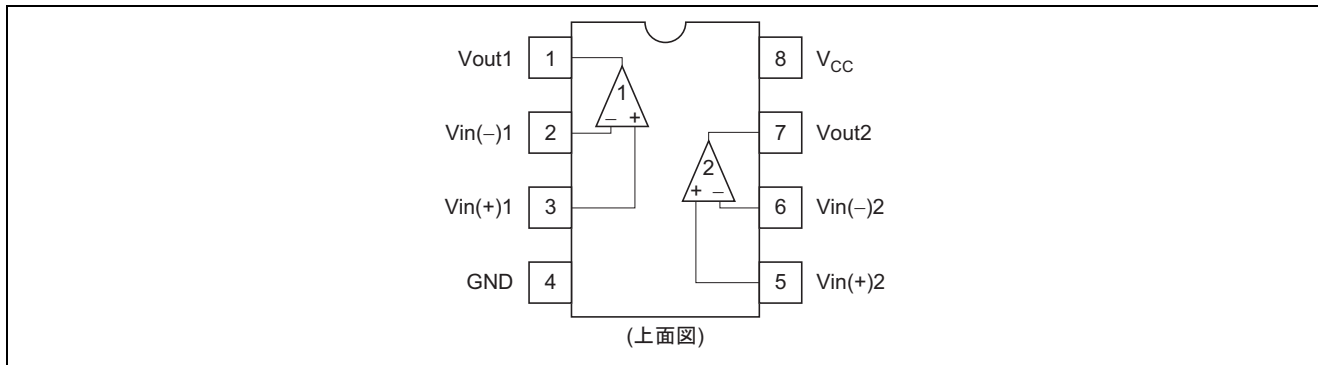 Vout1 1 8 VCC
1
− +
Vin(−)1 2 7 Vout2
2
+ −
Vin(+)1 3 6 Vin(−)2
GND 4 5 Vin(+)2
(上面図)